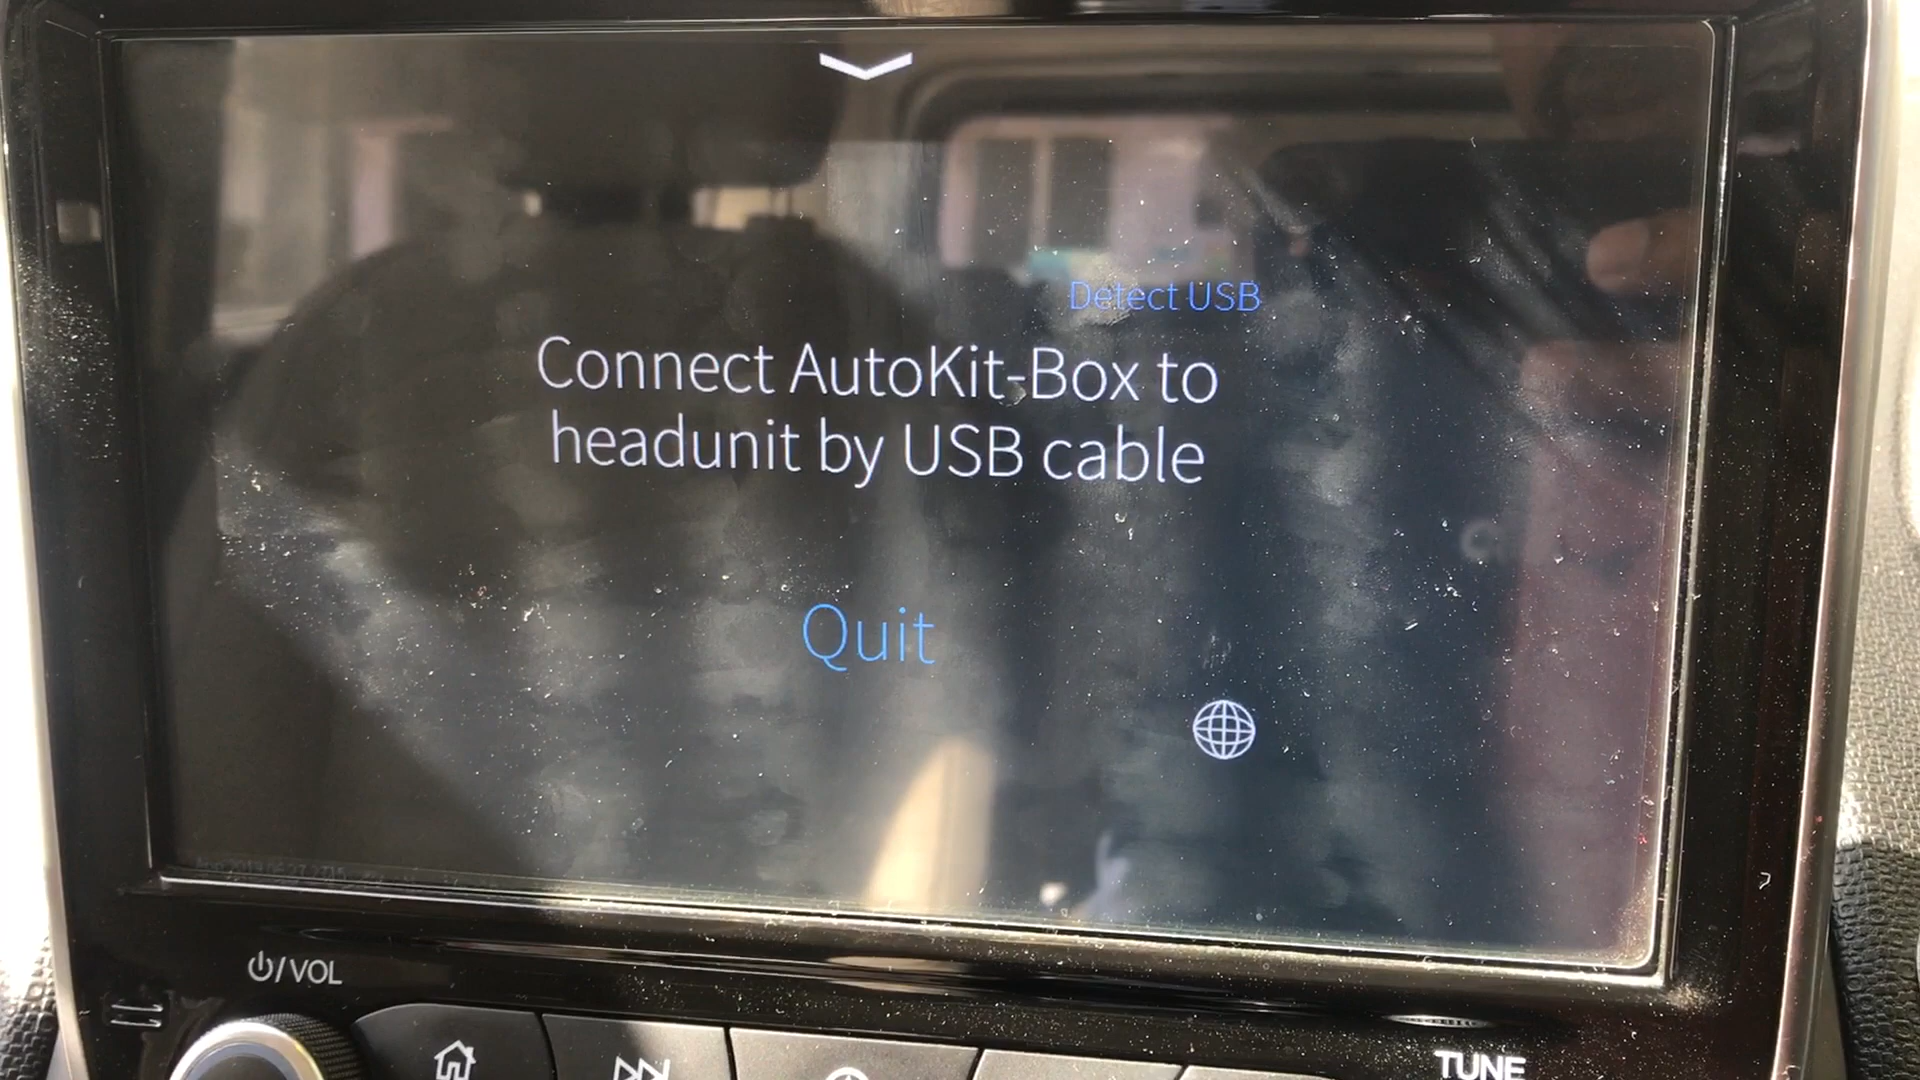 Detect USB
Connect AutoKit-Box to
headunit by USB cable
Quit
/VOL
TUNE